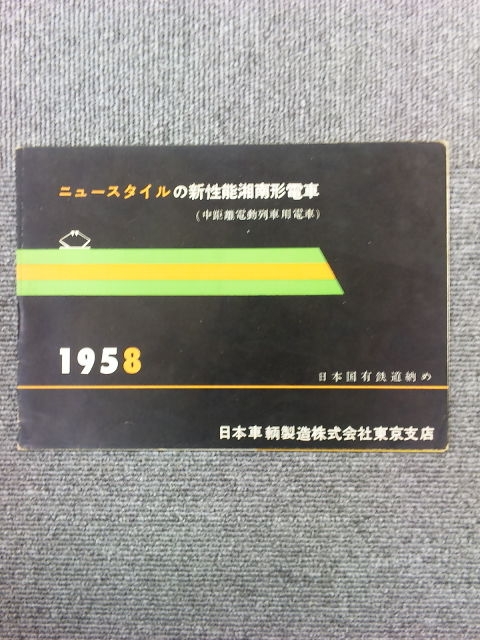 ニュースタイルの新性能湘南形電車
(中距離電動列車用電車)
1958
日本国有鉄道納め
日本車輌製造株式会社東京支店